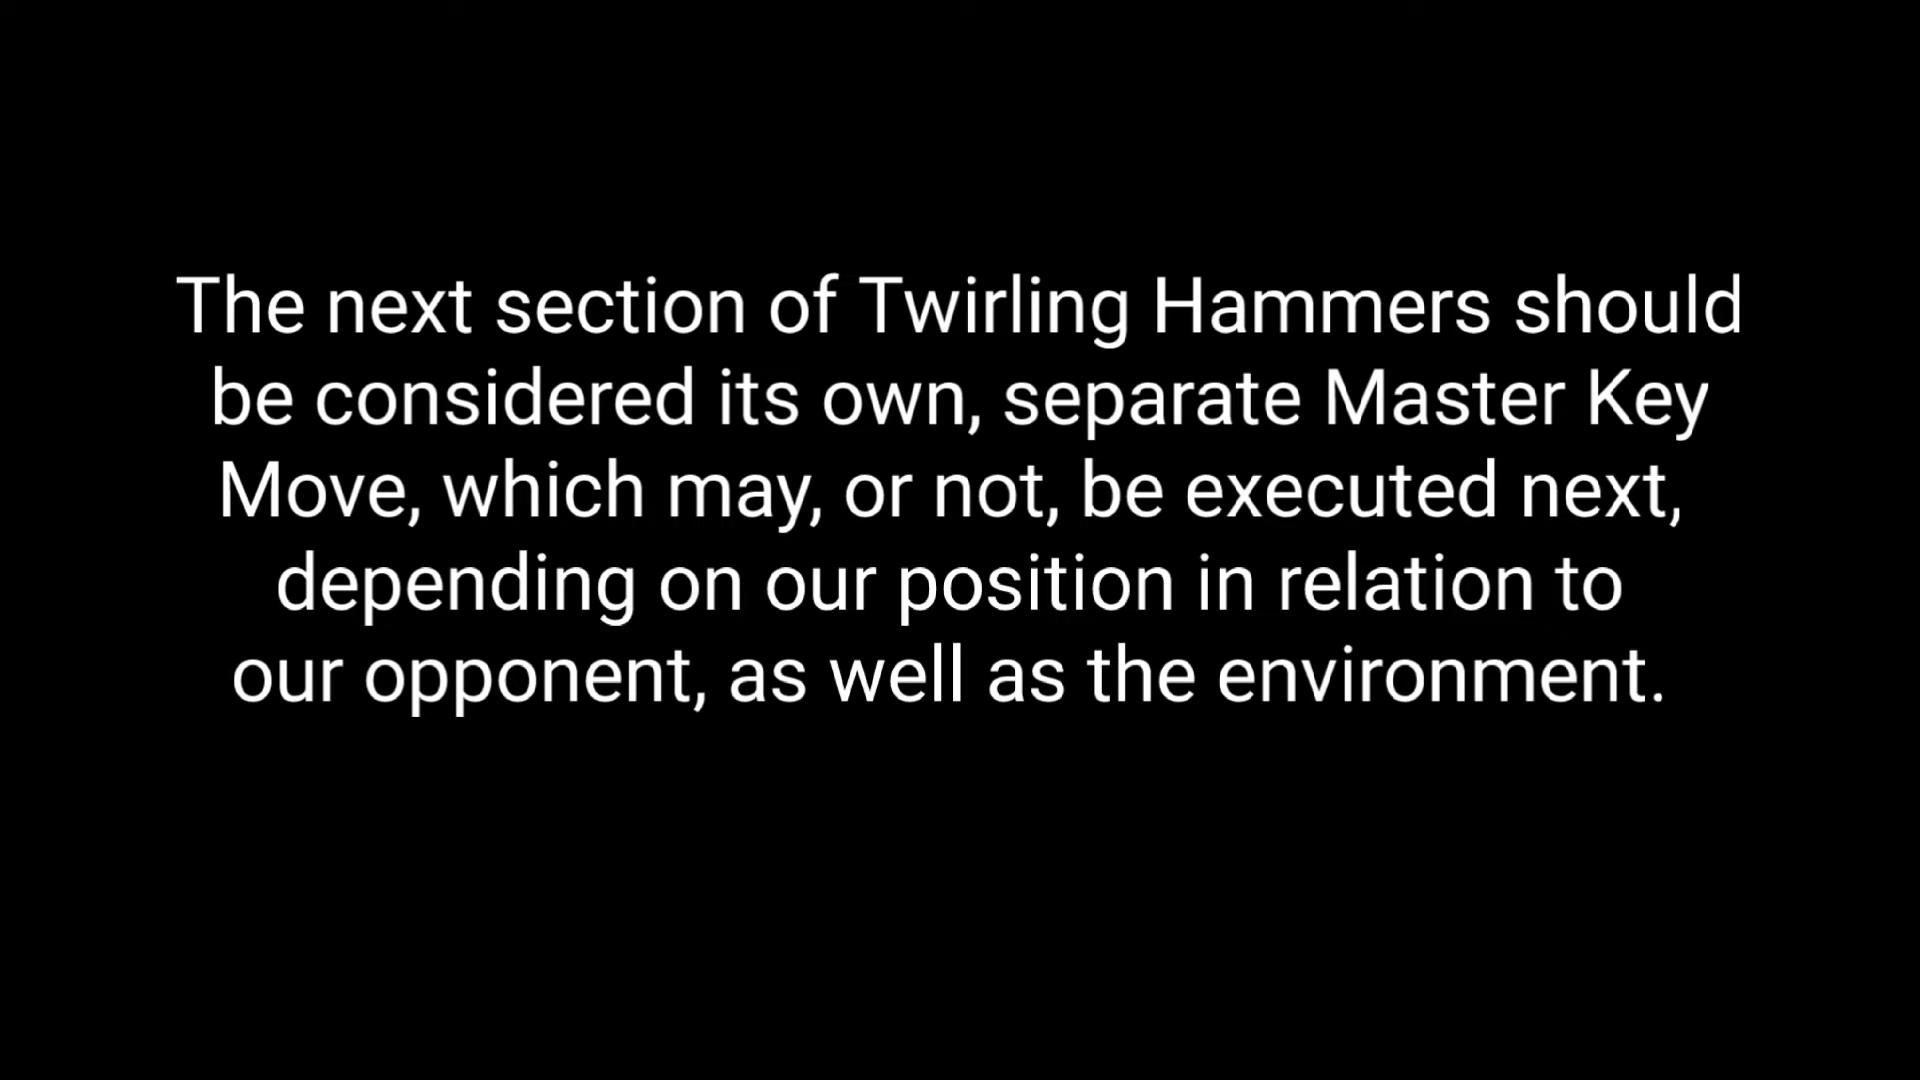 The next section of Twirling Hammers should
be considered its own, separate Master Key
Move, which may, or not, be executed next,
depending on our position in relation to
our opponent, as well as the environment.